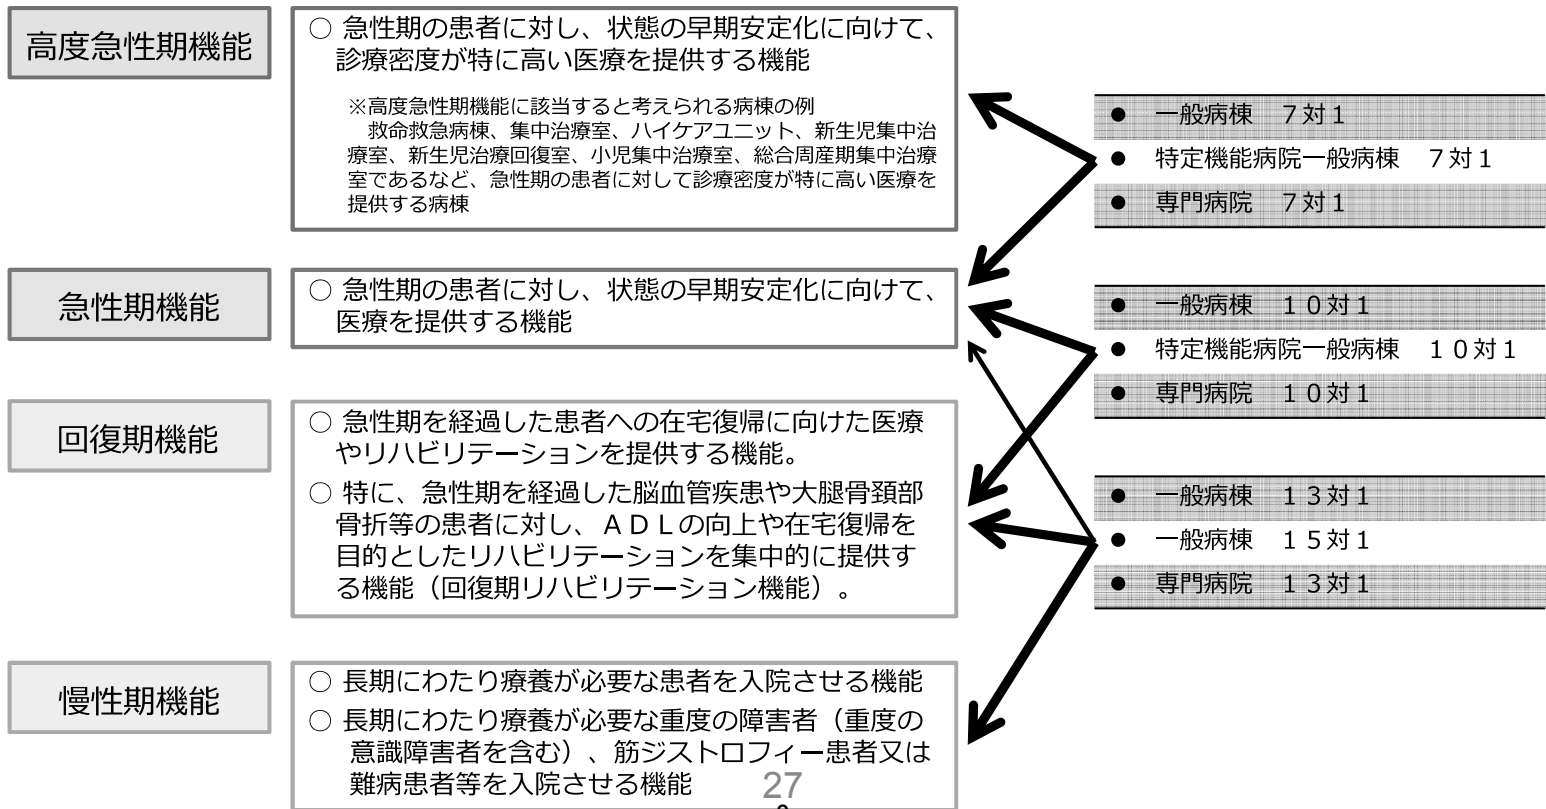 高度急性期機能
○ 急性期の患者に対し、状態の早期安定化に向けて、
診療密度が特に高い医療を提供する機能
※高度急性期機能に該当すると考えられる病棟の例
救命救急病棟、集中治療室、ハイケアユニット、新生児集中治
療室、新生児治療回復室、小児集中治療室、総合周産期集中治療
室であるなど、急性期の患者に対して診療密度が特に高い医療を
提供する病棟
急性期機能
○ 急性期の患者に対し、状態の早期安定化に向けて、
医療を提供する機能
回復期機能
○ 急性期を経過した患者への在宅復帰に向けた医療
やリハビリテーションを提供する機能。
○ 特に、急性期を経過した脳血管疾患や大腿骨頚部
骨折等の患者に対し、ＡＤＬの向上や在宅復帰を
目的としたリハビリテーションを集中的に提供す
る機能（回復期リハビリテーション機能）。
慢性期機能
○ 長期にわたり療養が必要な患者を入院させる機能
○ 長期にわたり療養が必要な重度の障害者（重度の
意識障害者を含む）、筋ジストロフィー患者又は
難病患者等を入院させる機能
● 一般病棟　７対１
● 特定機能病院一般病棟　７対１
● 専門病院　７対１
● 一般病棟　１０対１
● 特定機能病院一般病棟　１０対１
● 専門病院　１０対１
● 一般病棟　１３対１
● 一般病棟　１５対１
● 専門病院　１３対１
27